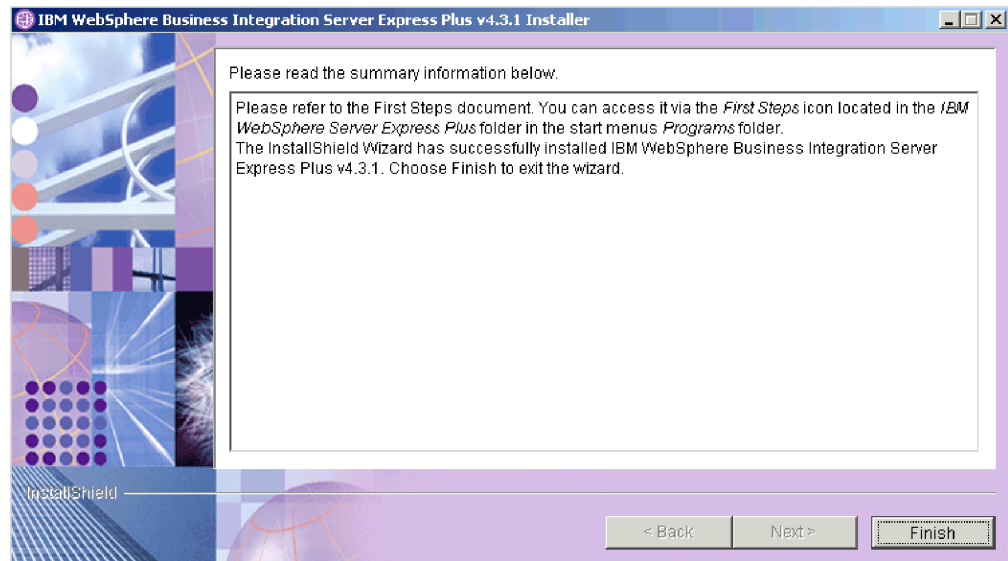 IBM WebSphere Business Integration Server Express Plus v4.3.1 Installer
Please read the summary information below.
Please refer to the First Steps document. You can access it via the First Steps icon located in the IBM
WebSphere Server Express Plus folder in the start menus Programs folder.
The InstallShield Wizard has successfully installed IBM WebSphere Business Integration Server
Express Plus v4.3.1. Choose Finish to exit the wizard.
InstallShield
< Back
Next >
Finish